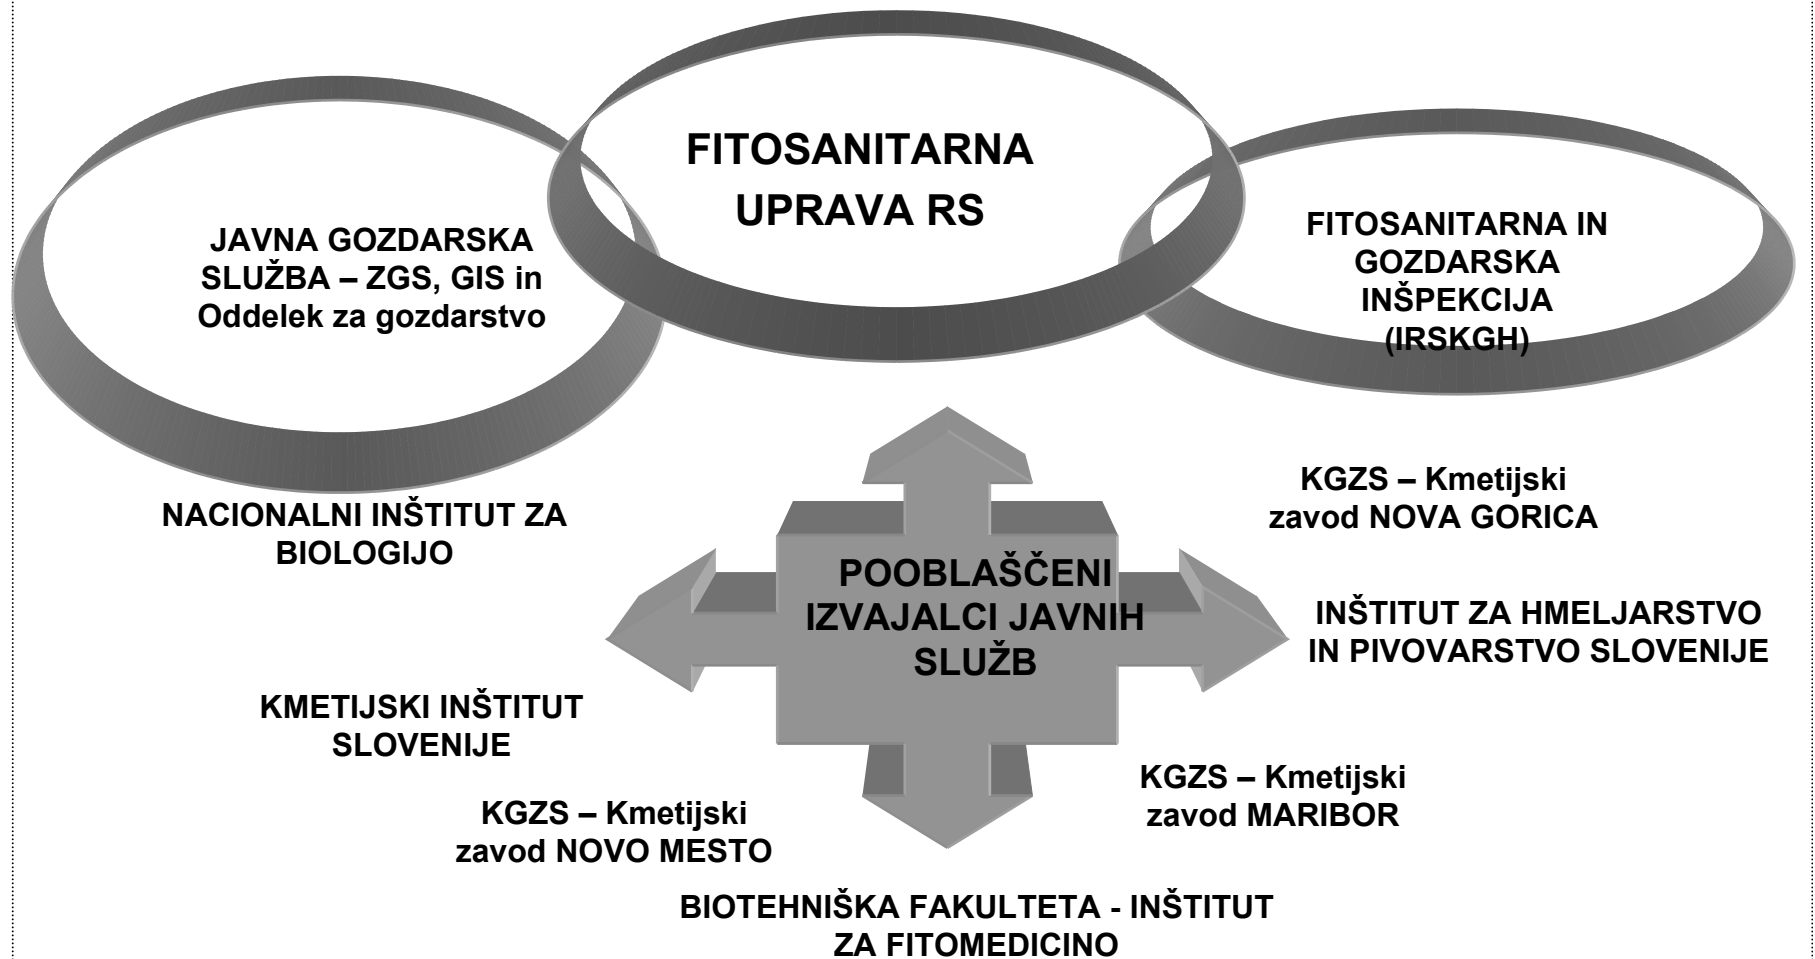 FITOSANITARNA
UPRAVA RS
JAVNA GOZDARSKA
SLUŽBA – ZGS, GIS in
Oddelek za gozdarstvo
FITOSANITARNA IN
GOZDARSKA
INŠPEKCIJA
(IRSKGH)
NACIONALNI INŠTITUT ZA
BIOLOGIJO
KGZS – Kmetijski
zavod NOVA GORICA
POOBLAŠČENI
IZVAJALCI JAVNIH
SLUŽB
INŠTITUT ZA HMELJARSTVO
IN PIVOVARSTVO SLOVENIJE
KMETIJSKI INŠTITUT
SLOVENIJE
KGZS – Kmetijski
zavod MARIBOR
KGZS – Kmetijski
zavod NOVO MESTO
BIOTEHNIŠKA FAKULTETA - INŠTITUT
ZA FITOMEDICINO